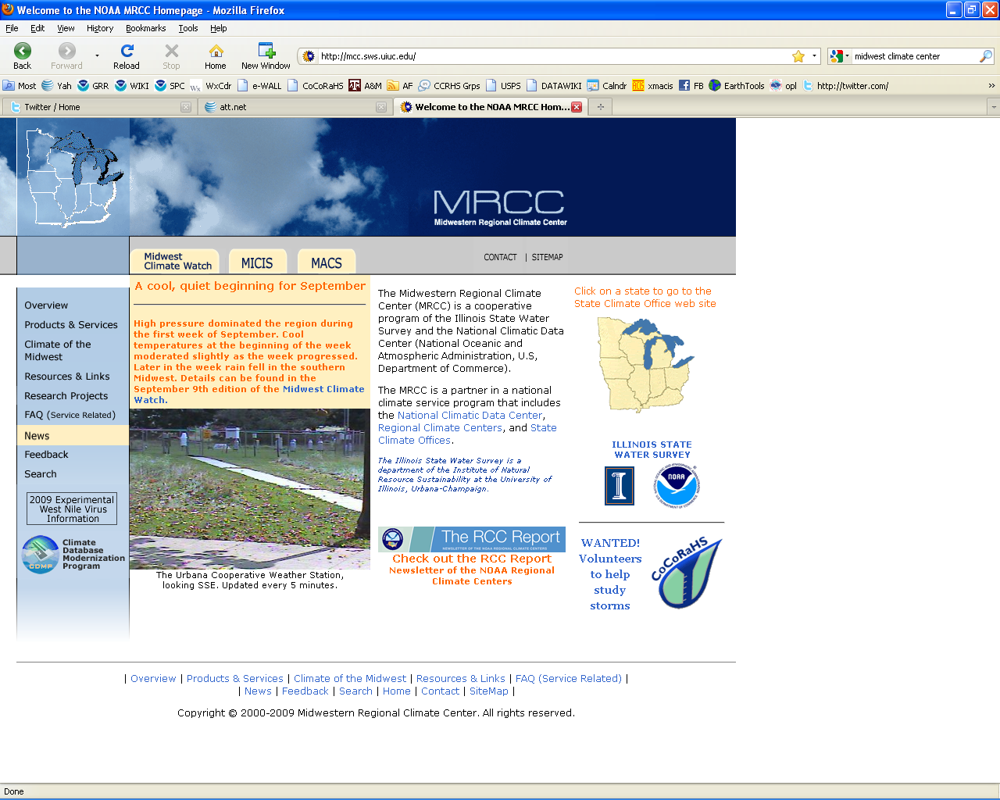 Welcome to the NOAA MRCC Homepage - Mozilla Firefox
File Edit View History Bookmarks Tools Help
Back Forward Reload Stop Home New Window http://mcc.sws.uiuc.edu/ midwest climate center
Most Yah GRR WIKI SPC WxCdr e-WALL CoCoRaHS A&M AF CCRHS Grps USPS DATAWIKI Calndr xmacis FB EarthTools opl http://twitter.com/ »
Twitter / Home att.net Welcome to the NOAA MRCC Hom...
MRCC
Midwestern Regional Climate Center
Midwest
Climate Watch
MICIS
MACS
CONTACT | SITEMAP
Overview
Products & Services
Climate of the
Midwest
Resources & Links
Research Projects
FAQ (Service Related)
News
Feedback
Search
2009 Experimental
West Nile Virus
Information
CDMP
Climate
Database
Modernization
Program
A cool, quiet beginning for September
High pressure dominated the region during
the first week of September. Cool
temperatures at the beginning of the week
moderated slightly as the week progressed.
Later in the week rain fell in the southern
Midwest. Details can be found in the
September 9th edition of the Midwest Climate
Watch.
The Urbana Cooperative Weather Station,
looking SSE. Updated every 5 minutes.
The Midwestern Regional Climate
Center (MRCC) is a cooperative
program of the Illinois State Water
Survey and the National Climatic Data
Center (National Oceanic and
Atmospheric Administration, U.S,
Department of Commerce).
The MRCC is a partner in a national
climate service program that includes
the National Climatic Data Center,
Regional Climate Centers, and State
Climate Offices.
The Illinois State Water Survey is a
department of the Institute of Natural
Resource Sustainability at the University of
Illinois, Urbana-Champaign.
The RCC Report
NEWSLETTER OF THE NOAA REGIONAL CLIMATE CENTERS
Check out the RCC Report
Newsletter of the NOAA Regional
Climate Centers
Click on a state to go to the
State Climate Office web site
ILLINOIS STATE
WATER SURVEY
I
NOAA
WANTED!
Volunteers
to help
study
storms
CoCoRaHS
| Overview | Products & Services | Climate of the Midwest | Resources & Links | FAQ (Service Related) |
| News | Feedback | Search | Home | Contact | SiteMap |
Copyright © 2000-2009 Midwestern Regional Climate Center. All rights reserved.
Done